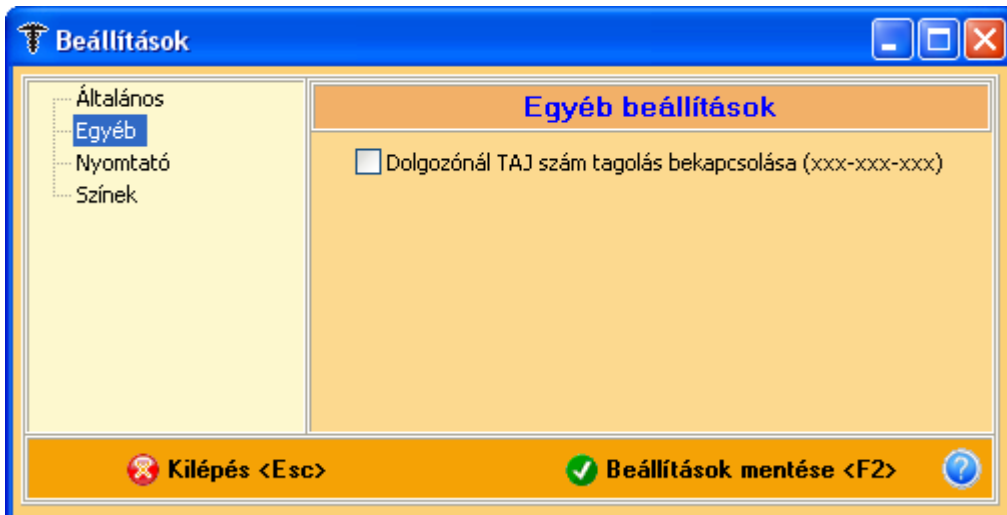 Beállítások
Általános
Egyéb
Nyomtató
Színek
Egyéb beállítások
Dolgozónál TAJ szám tagolás bekapcsolása (xxx-xxx-xxx)
Kilépés <Esc>
Beállítások mentése <F2>
?